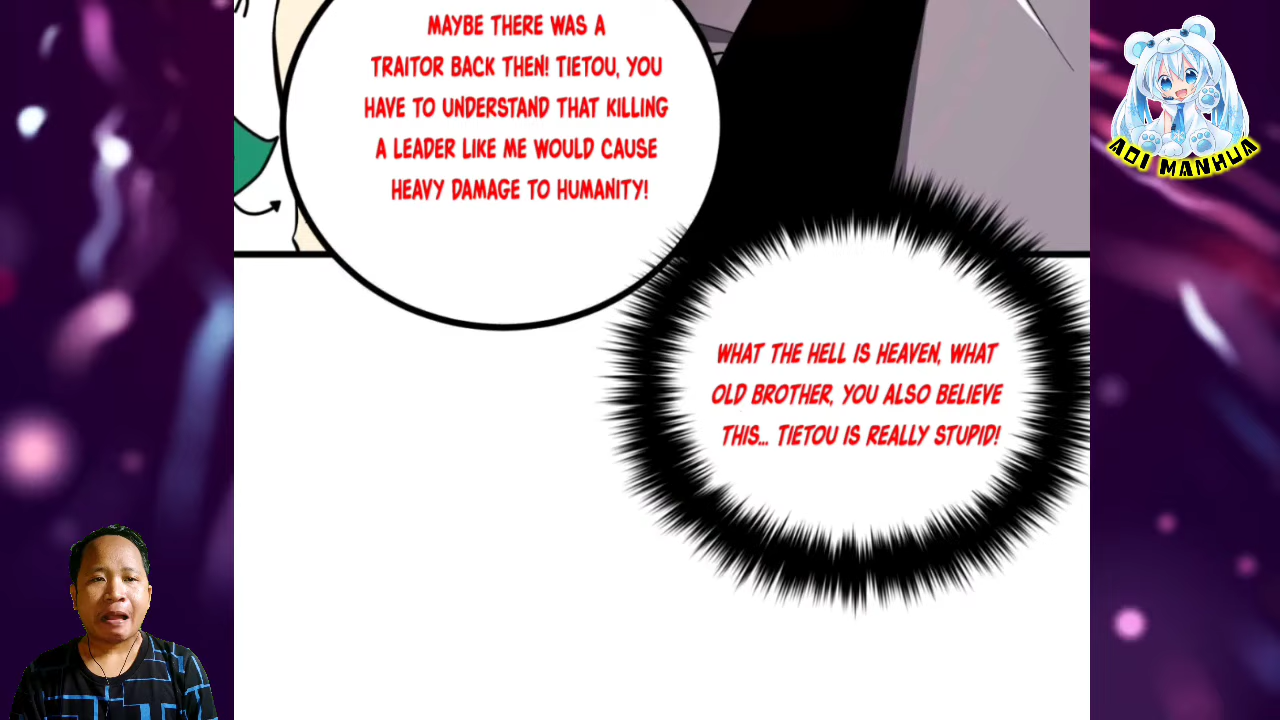 MAYBE THERE WAS A
TRAITOR BACK THEN! TIETOU, YOU
HAVE TO UNDERSTAND THAT KILLING
A LEADER LIKE ME WOULD CAUSE
HEAVY DAMAGE TO HUMANITY!
WHAT THE HELL IS HEAVEN, WHAT
OLD BROTHER, YOU ALSO BELIEVE
THIS... TIETOU IS REALLY STUPID!
AOI MANHUA